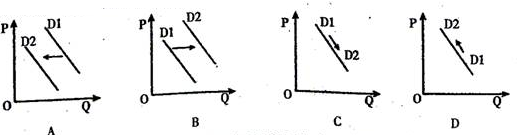 P D1 D2 O Q A
P D2 D1 O Q B
P D1 D2 O Q C
P D2 D1 O Q D